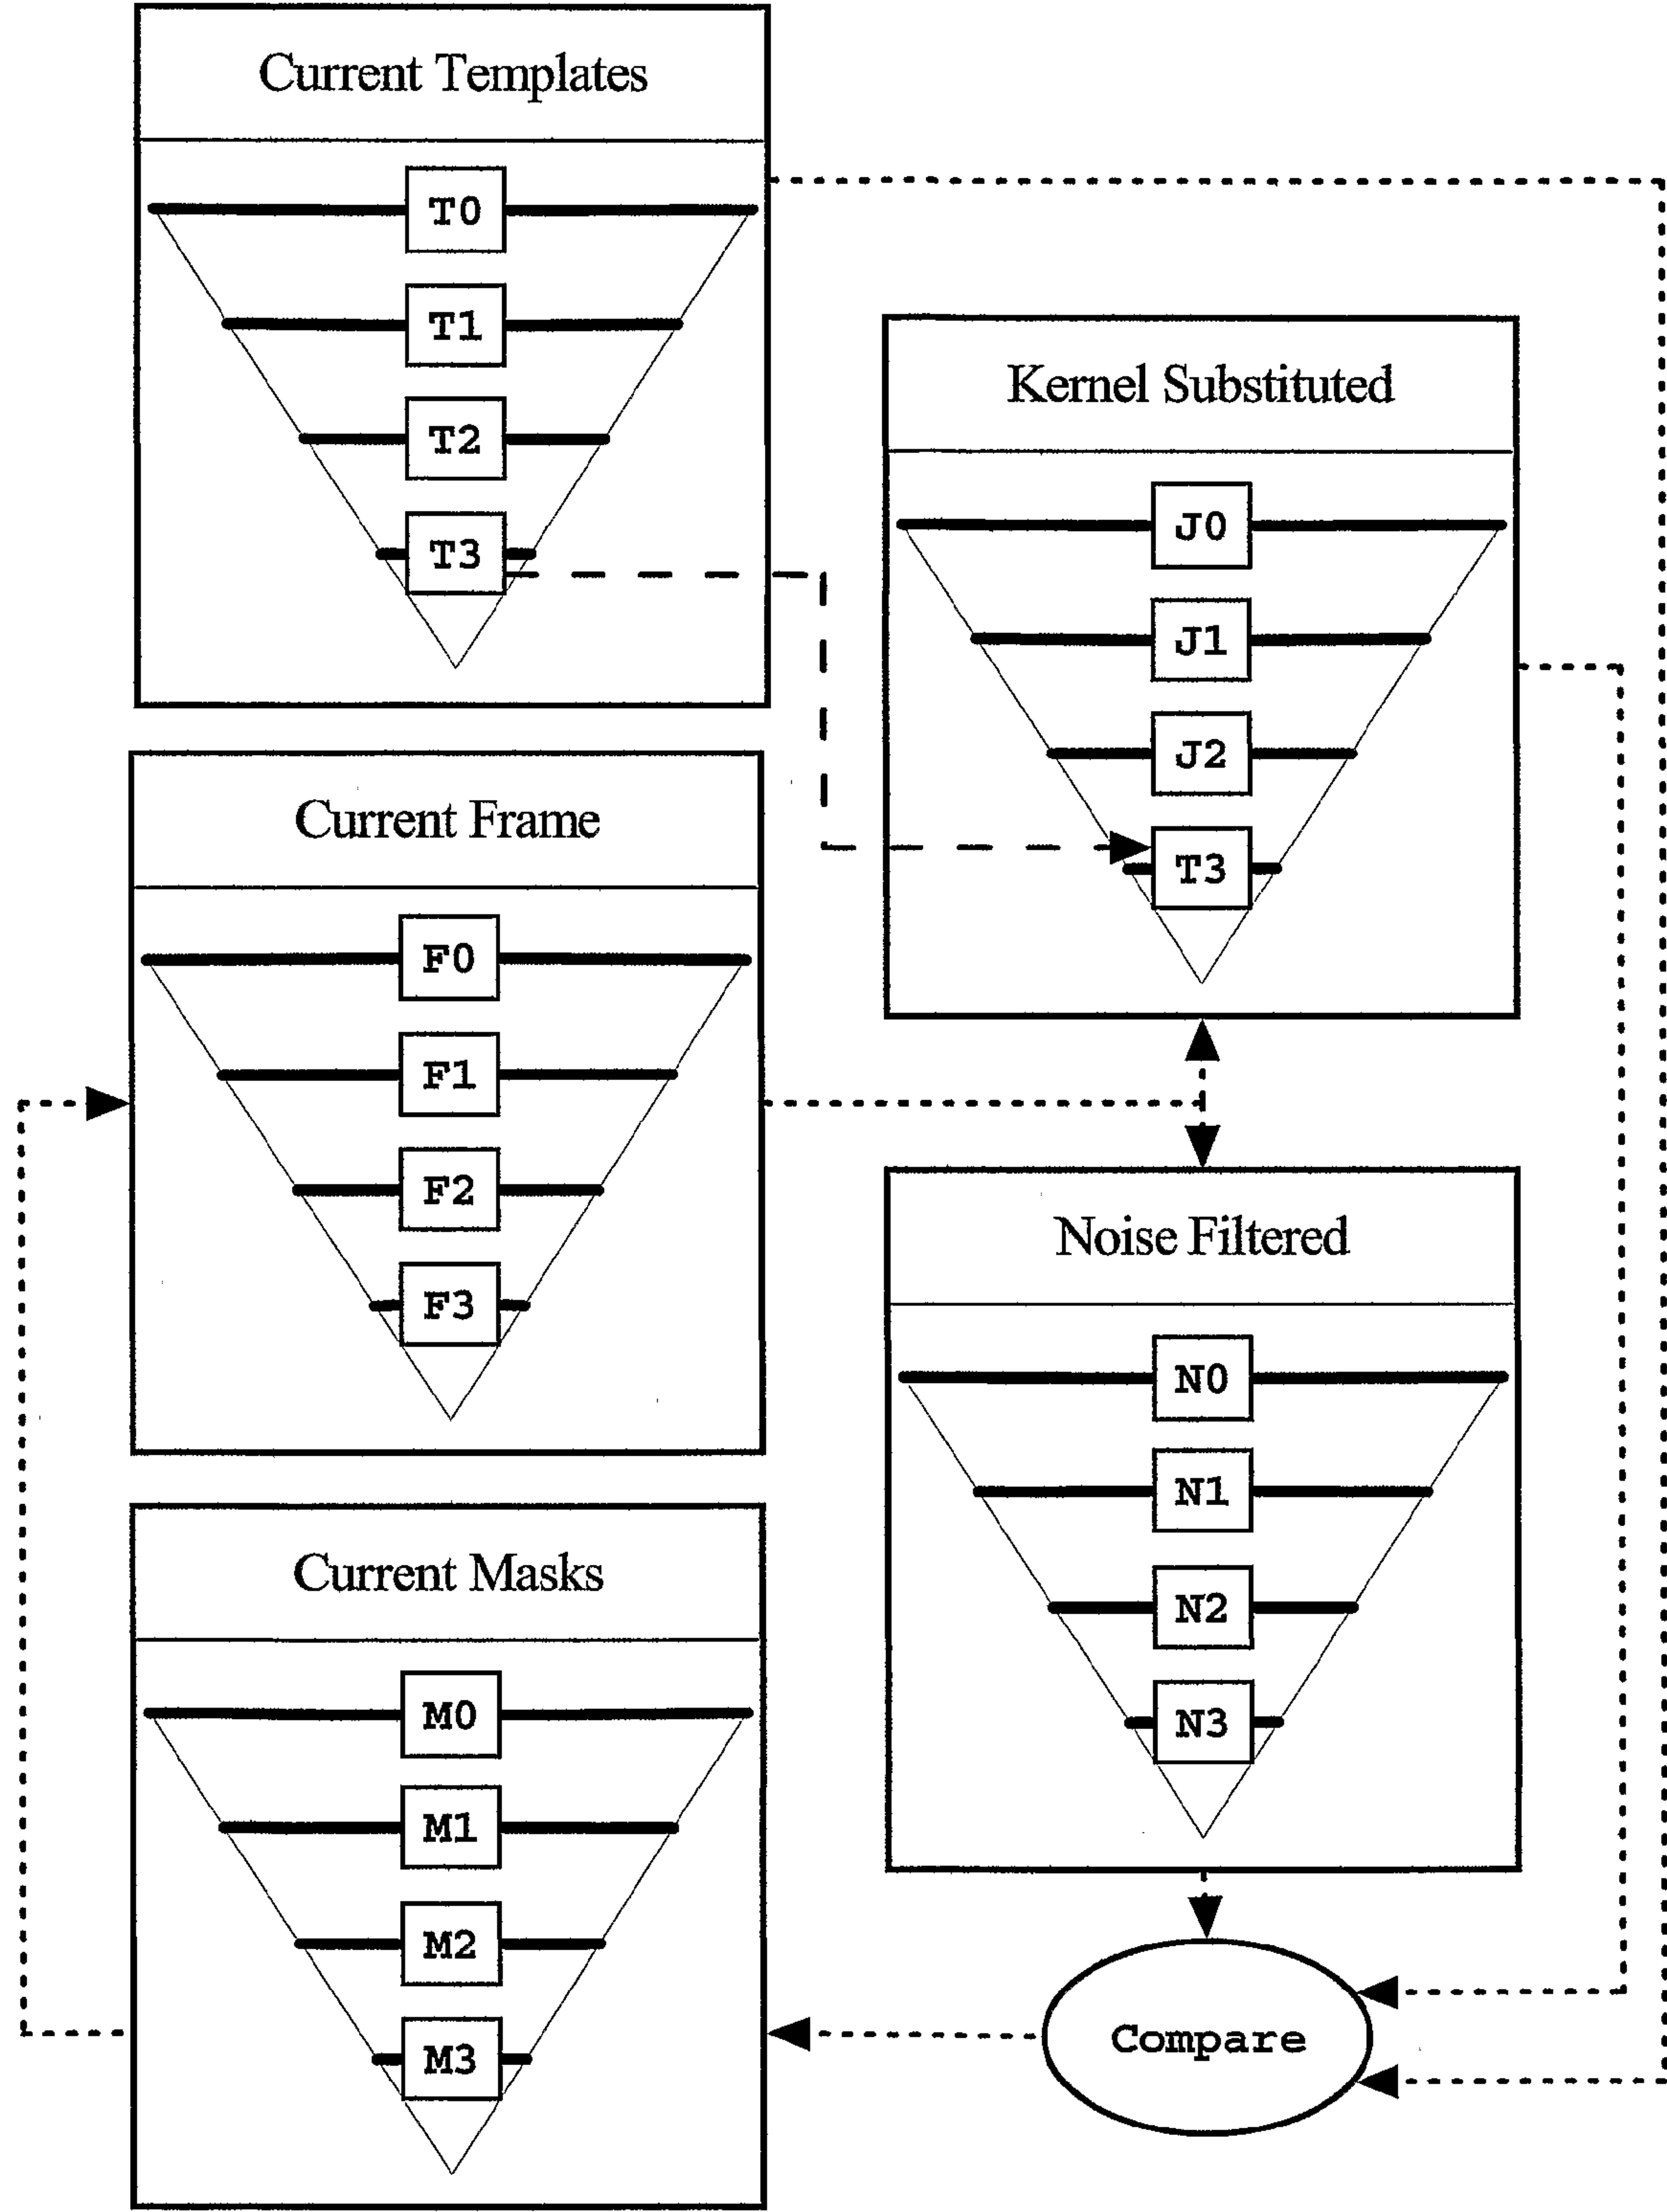 Current Templates
T0
T1
T2
T3
Kernel Substituted
J0
J1
J2
T3
Current Frame
F0
F1
F2
F3
Noise Filtered
N0
N1
N2
N3
Current Masks
M0
M1
M2
M3
Compare